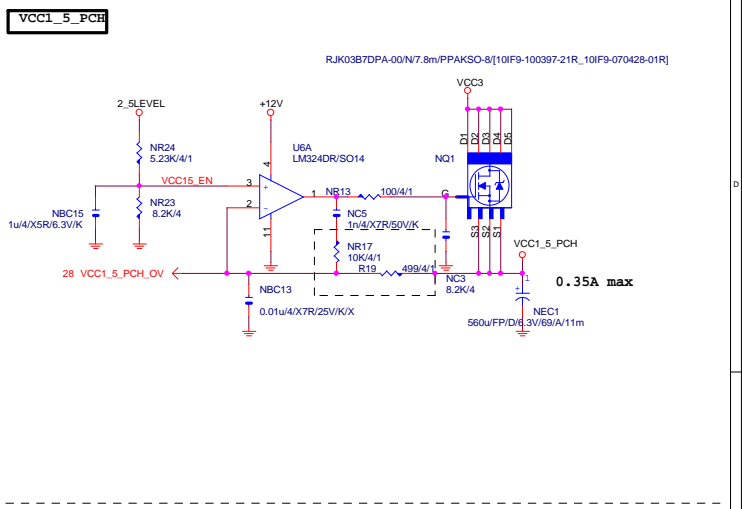 VCC1_5_PCH
RJK03B7DPA-00/N/7.8m/PPAKSO-8/[10IF9-100397-21R_10IF9-070428-01R]
VCC3
2_5LEVEL
+12V
D1
D2
D3
D4
D5
NR24
5.23K/4/1
U6A
LM324DR/SO14
NQ1
4
VCC15_EN
3
+
1
NR13
100/4/1
G
2
-
NBC15
1u/4/X5R/6.3V/K
NR23
8.2K/4
NC5
1n/4/X7R/50V/K
11
S3
S2
S1
NR17
10K/4/1
VCC1_5_PCH
28 VCC1_5_PCH_OV
R19
499/4/1
NC3
8.2K/4
1
0.35A max
NBC13
0.01u/4/X7R/25V/K/X
+
NEC1
560u/FP/D/6.3V/69/A/11m
D